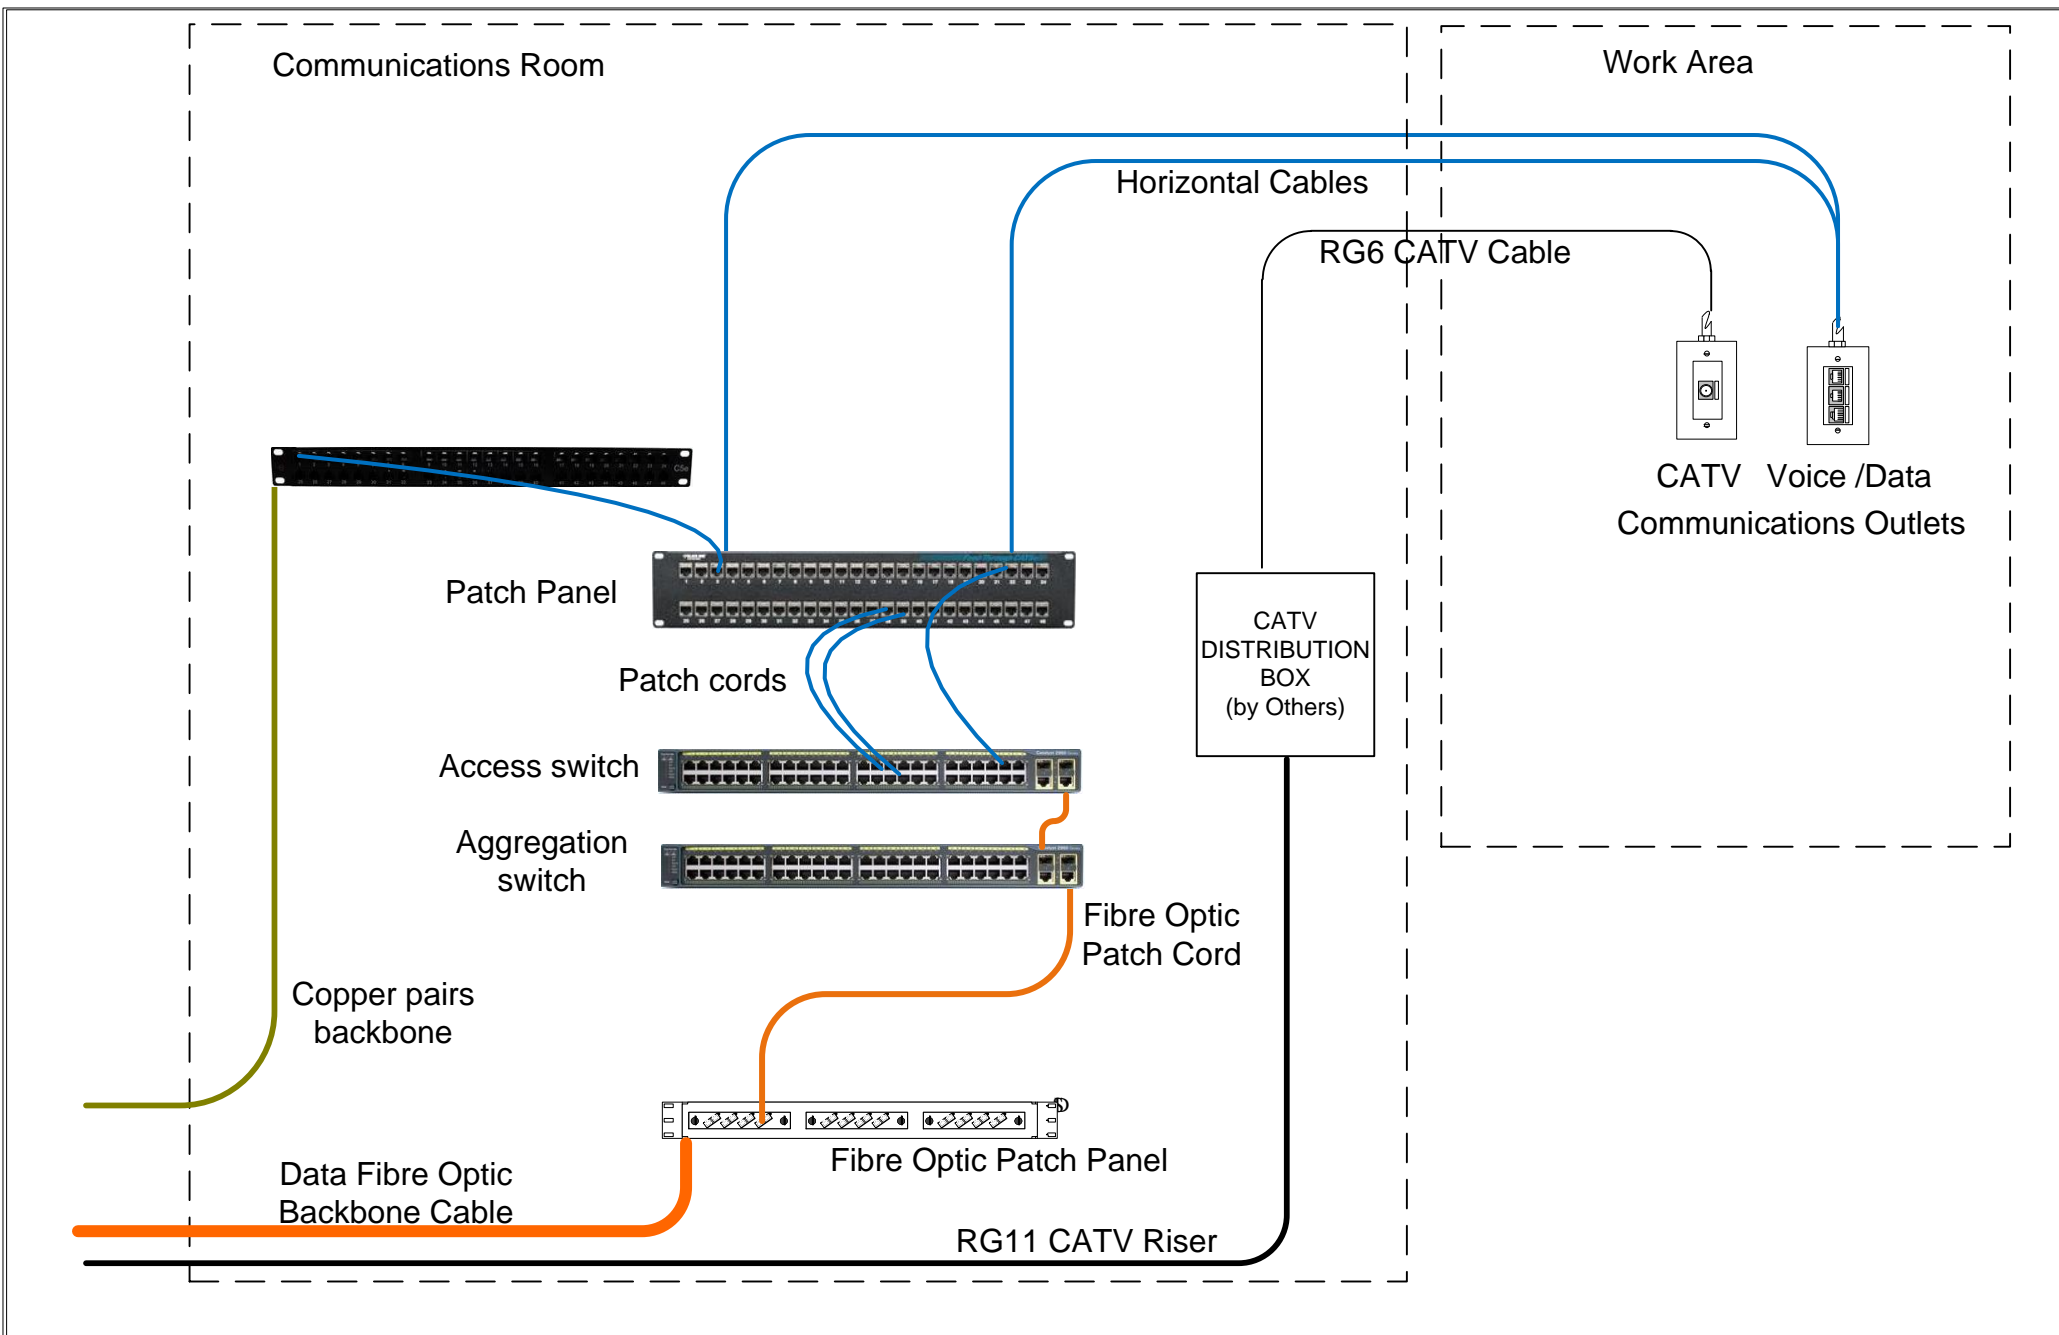 Communications Room
Work Area
Horizontal Cables
RG6 CATV Cable
C5e
CATV Voice /Data
Communications Outlets
Patch Panel
CATV
DISTRIBUTION
BOX
(by Others)
Patch cords
Access switch
Aggregation
switch
Fibre Optic
Patch Cord
Copper pairs
backbone
Fibre Optic Patch Panel
Data Fibre Optic
Backbone Cable
RG11 CATV Riser